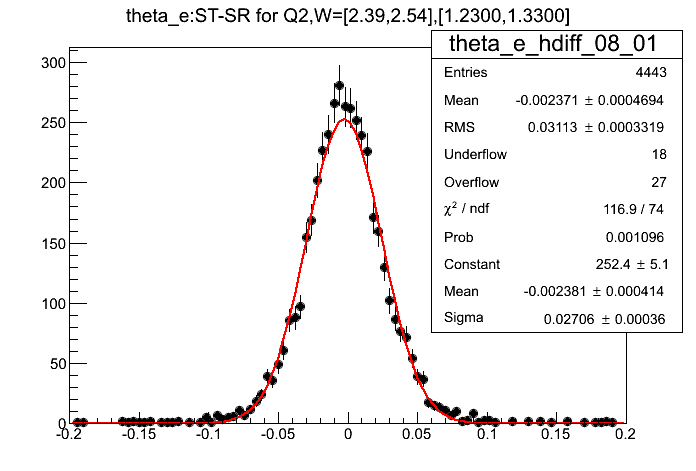 theta_e:ST-SR for Q2,W=[2.39,2.54],[1.2300,1.3300]
theta_e_hdiff_08_01
Entries 4443
Mean -0.002371 ± 0.0004694
RMS 0.03113 ± 0.0003319
Underflow 18
Overflow 27
χ² / ndf 116.9 / 74
Prob 0.001096
Constant 252.4 ± 5.1
Mean -0.002381 ± 0.000414
Sigma 0.02706 ± 0.00036
300
250
200
150
100
50
0
-0.2 -0.15 -0.1 -0.05 0 0.05 0.1 0.15 0.2